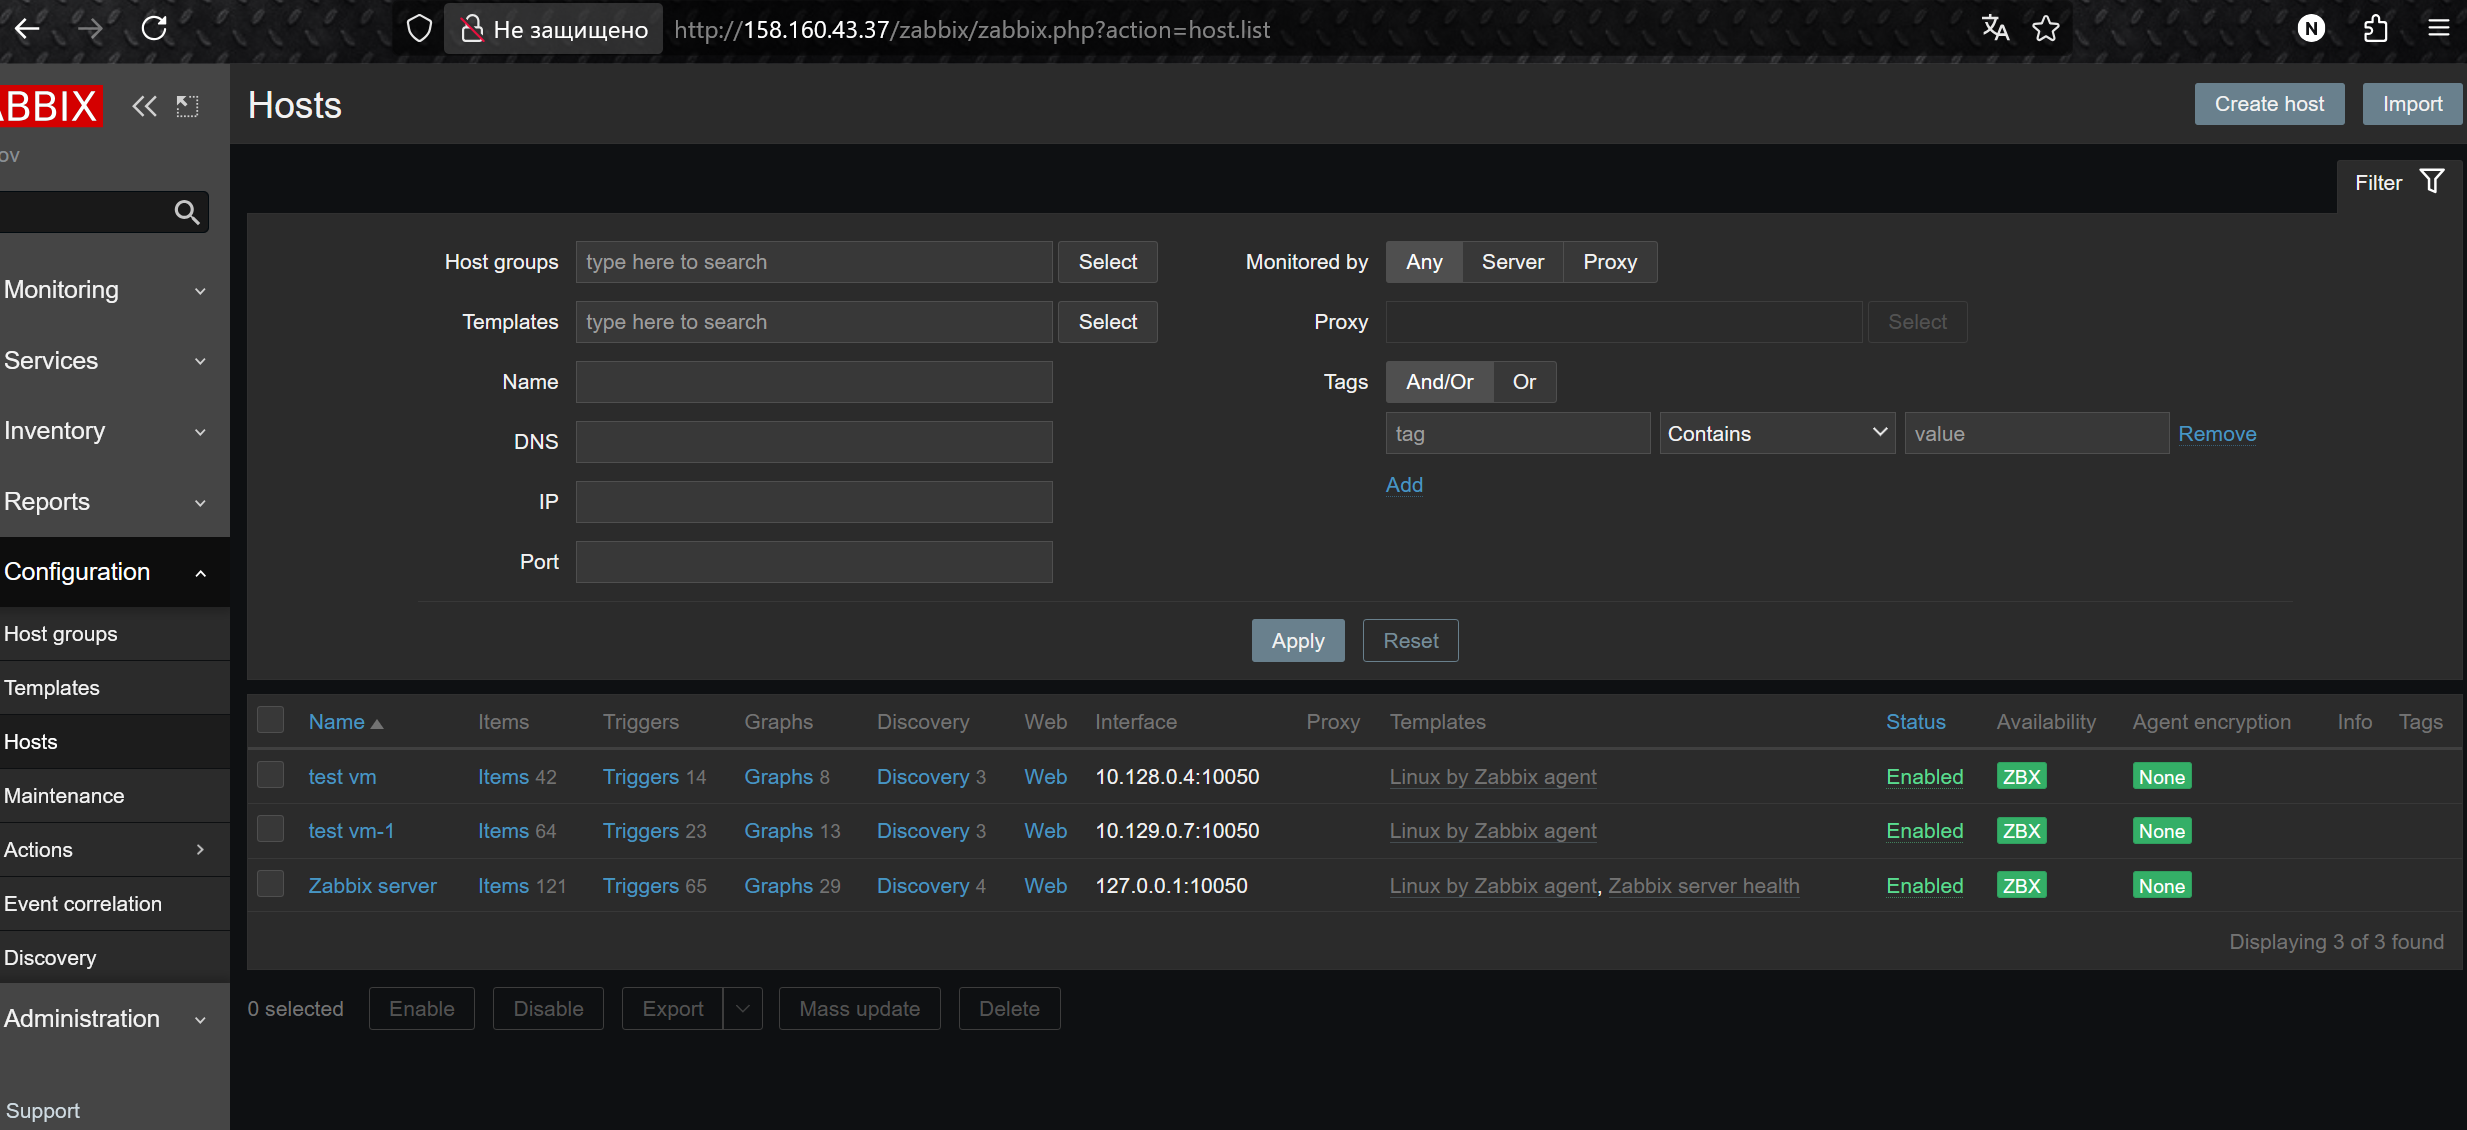 Не защищено http://158.160.43.37/zabbix/zabbix.php?action=host.list N
ABBIX
ov
Monitoring
Services
Inventory
Reports
Configuration
Host groups
Templates
Hosts
Maintenance
Actions
Event correlation
Discovery
Administration
Support
Hosts Create host Import
Filter
Host groups type here to search Select Monitored by Any Server Proxy
Templates type here to search Select Proxy Select
Name Tags And/Or Or
tag Contains value Remove
DNS
Add
IP
Port
Apply Reset
Name Items Triggers Graphs Discovery Web Interface Proxy Templates Status Availability Agent encryption Info Tags
test vm Items 42 Triggers 14 Graphs 8 Discovery 3 Web 10.128.0.4:10050 Linux by Zabbix agent Enabled ZBX None
test vm-1 Items 64 Triggers 23 Graphs 13 Discovery 3 Web 10.129.0.7:10050 Linux by Zabbix agent Enabled ZBX None
Zabbix server Items 121 Triggers 65 Graphs 29 Discovery 4 Web 127.0.0.1:10050 Linux by Zabbix agent, Zabbix server health Enabled ZBX None
Displaying 3 of 3 found
0 selected Enable Disable Export Mass update Delete